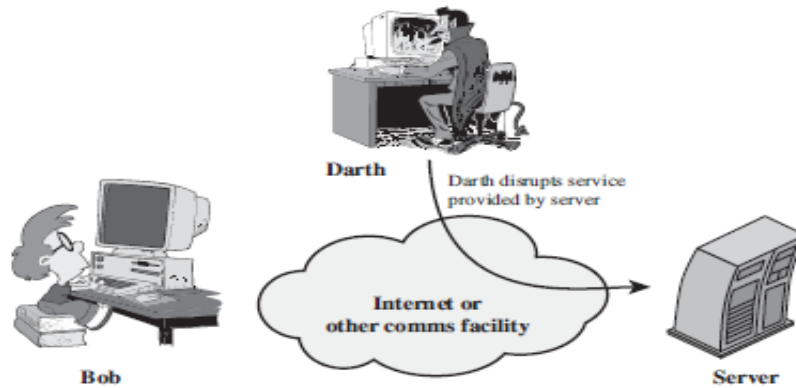 Darth
Darth disrupts service
provided by server
Internet or
other comms facility
Bob
Server